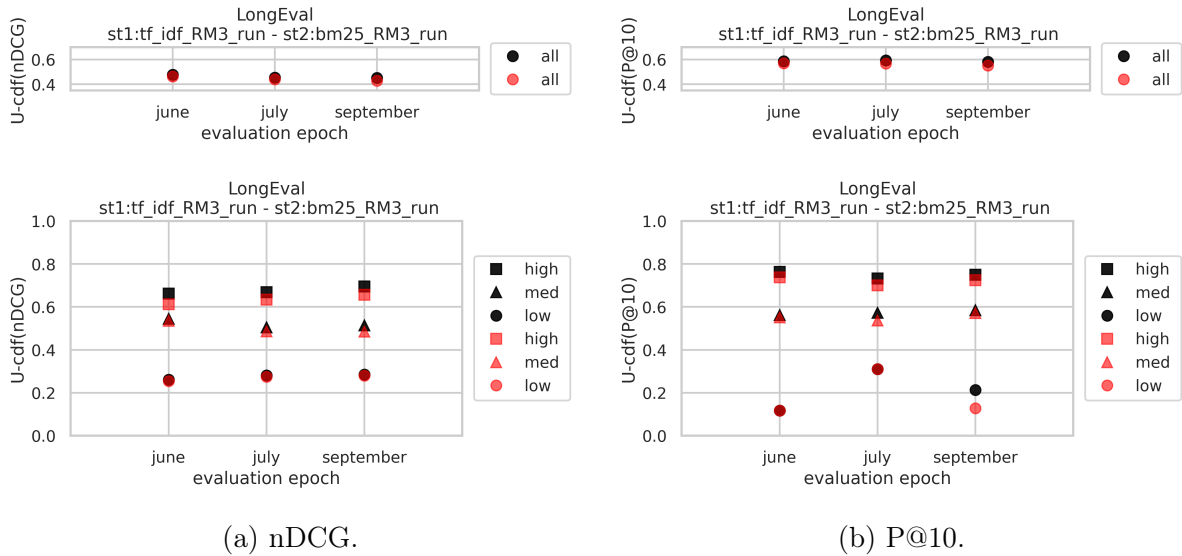 LongEval
st1:tf_idf_RM3_run - st2:bm25_RM3_run
U-cdf(nDCG)
0.6
0.4
june
july
september
evaluation epoch
all
all
LongEval
st1:tf_idf_RM3_run - st2:bm25_RM3_run
U-cdf(P@10)
0.6
0.4
june
july
september
evaluation epoch
all
all
LongEval
st1:tf_idf_RM3_run - st2:bm25_RM3_run
U-cdf(nDCG)
1.0
0.8
0.6
0.4
0.2
0.0
june
july
september
evaluation epoch
high
med
low
high
med
low
LongEval
st1:tf_idf_RM3_run - st2:bm25_RM3_run
U-cdf(P@10)
1.0
0.8
0.6
0.4
0.2
0.0
june
july
september
evaluation epoch
high
med
low
high
med
low
(a) nDCG.
(b) P@10.